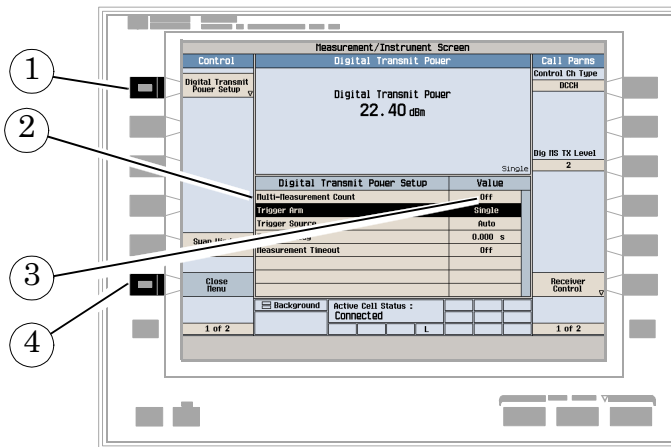 Measurement/Instrument Screen
Control
Digital Transmit Power
Call Parms
1
Digital Transmit
Power Setup
Digital Transmit Power
22.40 dBm
Control Ch Type
DCCH
2
Dig MS TX Level
2
Single
Digital Transmit Power Setup
Value
Multi-Measurement Count
Off
Trigger Arm
Single
Trigger Source
Auto
0.000 s
Measurement Timeout
Off
3
Close
Menu
Receiver
Control
4
Background
Active Cell Status :
Connected
L
1 of 2
1 of 2